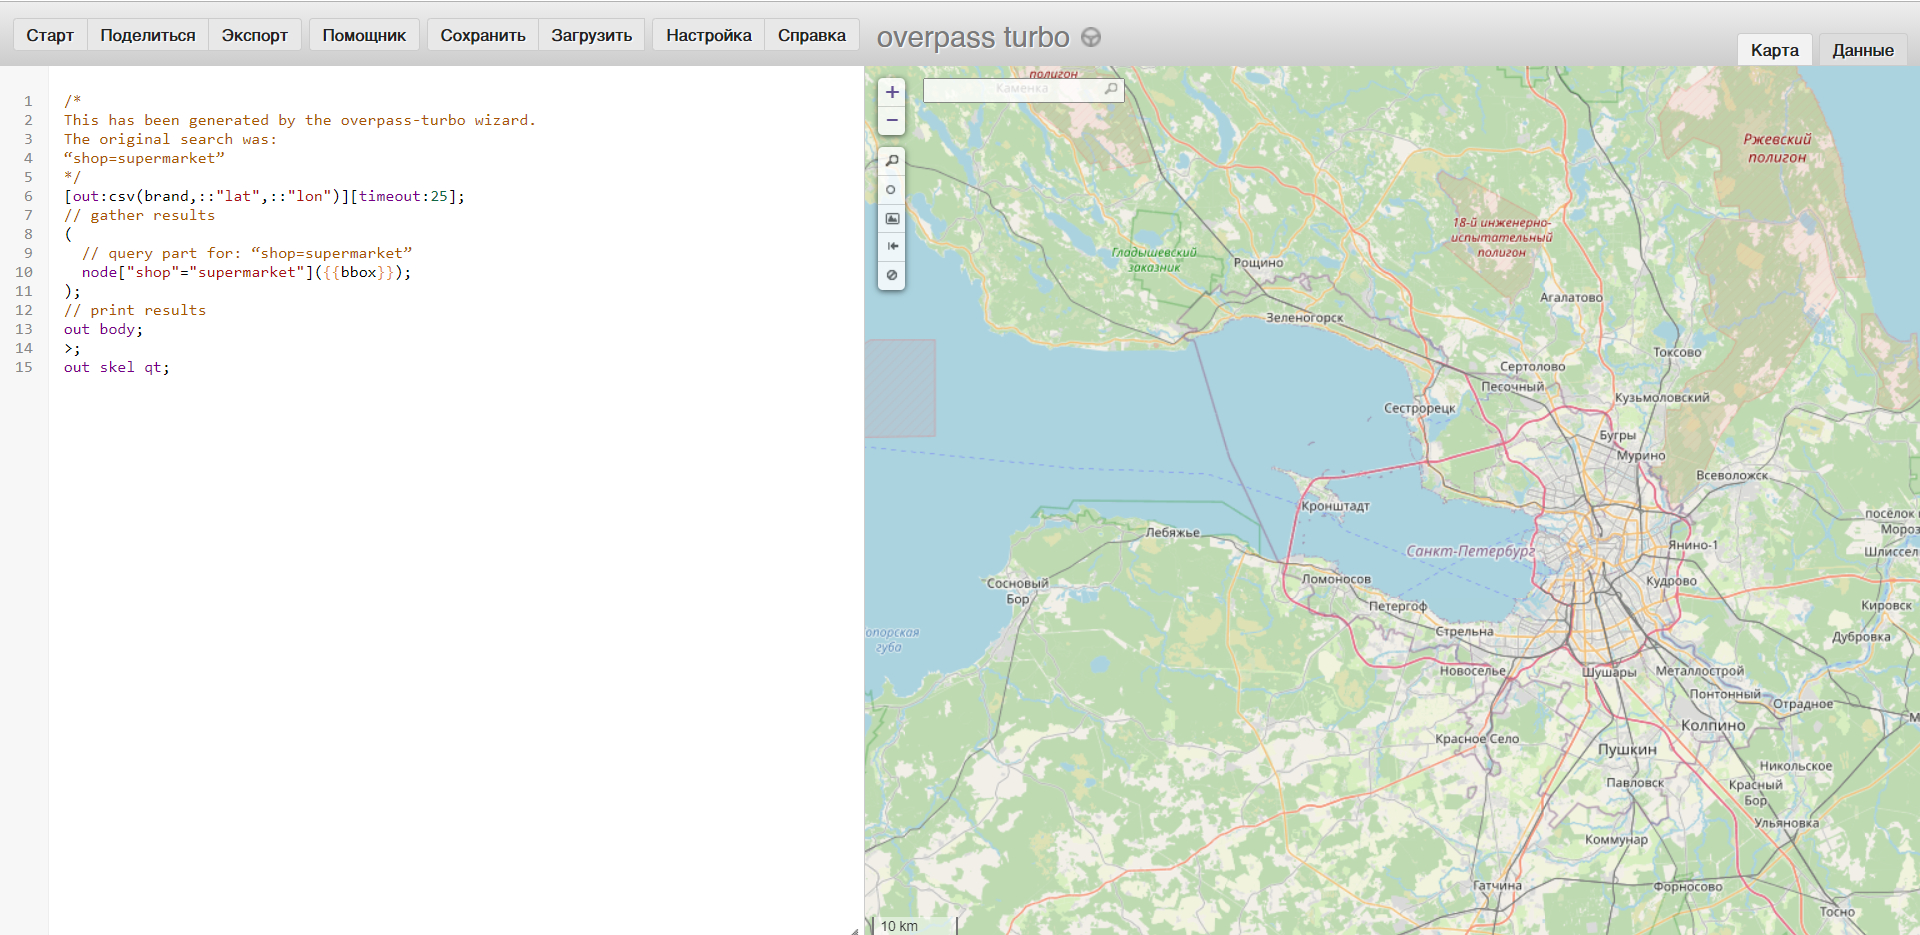 Старт Поделиться Экспорт Помощник Сохранить Загрузить Настройка Справка overpass turbo
Карта Данные
1 /*
2 This has been generated by the overpass-turbo wizard.
3 The original search was:
4 “shop=supermarket”
5 */
6 [out:csv(brand,::"lat",::"lon")][timeout:25];
7 // gather results
8 (
9 // query part for: “shop=supermarket”
10 node["shop"="supermarket"]({{bbox}});
11 );
12 // print results
13 out body;
14 >;
15 out skel qt;
+
−
полигон
Каменка
Ржевский
полигон
18-й инженерно-
испытательный
полигон
Гладышевский
заказник
Рощино
Агалатово
Зеленогорск
Токсово
Сертолово
Песочный
Кузьмоловский
Сестрорецк
Бугры
Мурино
Всеволожск
Кронштадт
посёлок
Мороз
Лебяжье
Янино-1
Шлиссел
Санкт-Петербург
Сосновый
Бор
Ломоносов
Кудрово
Петергоф
Кировск
опорская
губа
Стрельна
Дубровка
Новоселье
Шушары
Металлострой
Понтонный
Отрадное
М
Колпино
Красное Село
Пушкин
Никольское
Павловск
Красный
Бор
Ульяновка
Коммунар
Гатчина
Форносово
Тосно
10 km